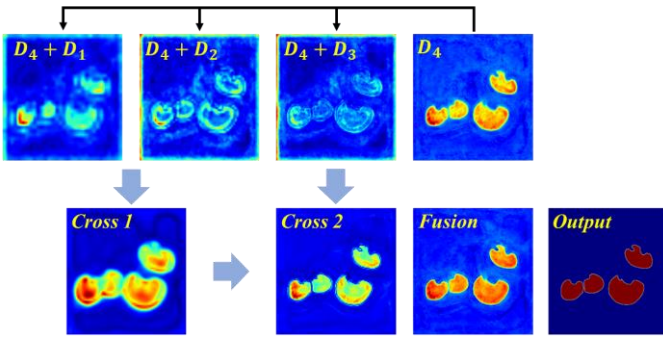 D₄ + D₁
D₄ + D₂
D₄ + D₃
D₄
Cross 1
Cross 2
Fusion
Output